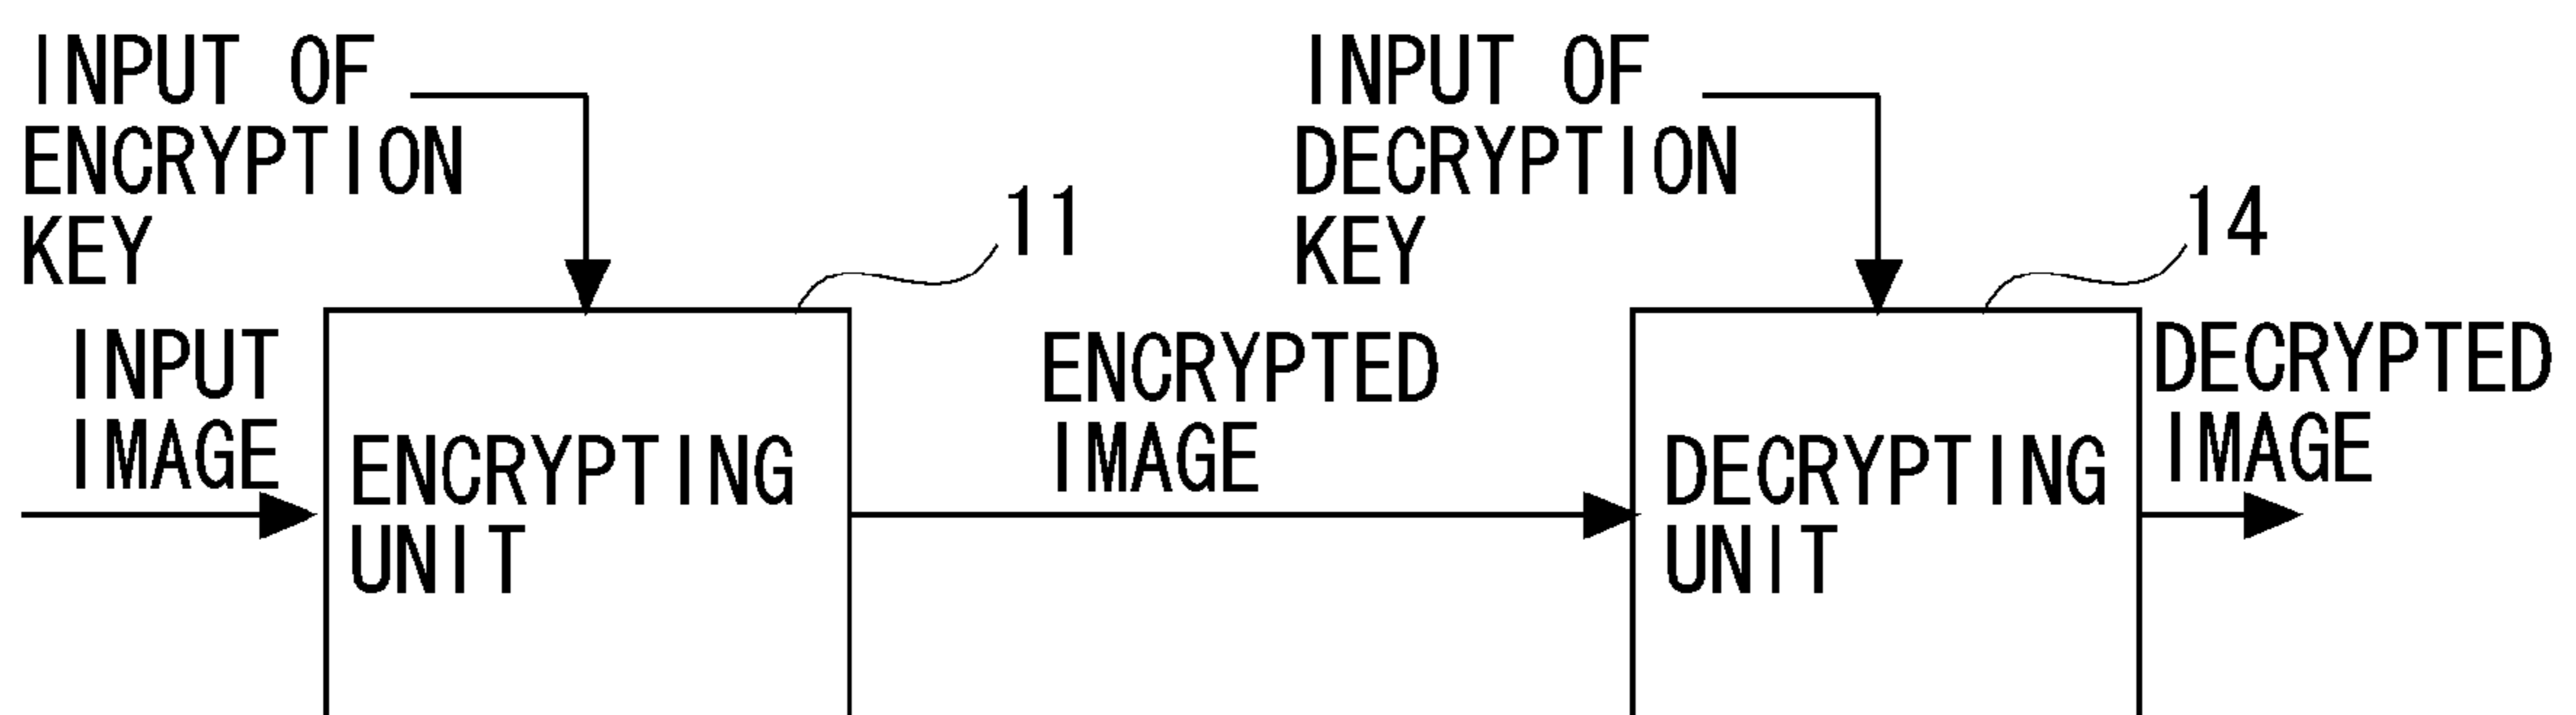 INPUT OF
ENCRYPTION
KEY
11
INPUT
IMAGE
ENCRYPTING
UNIT
ENCRYPTED
IMAGE
INPUT OF
DECRYPTION
KEY
14
DECRYPTING
UNIT
DECRYPTED
IMAGE